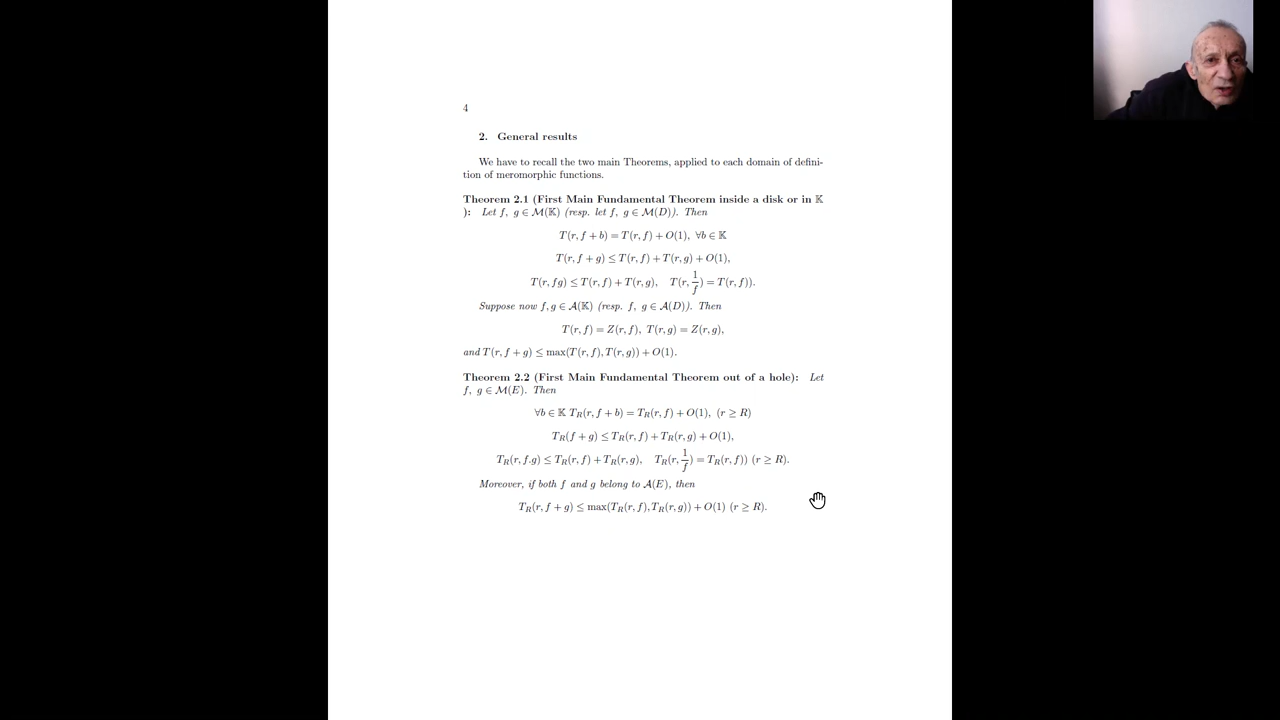 4
2. General results
We have to recall the two main Theorems, applied to each domain of defini-
tion of meromorphic functions.
Theorem 2.1 (First Main Fundamental Theorem inside a disk or in 𝕂
): Let f, g ∈ ℳ(𝕂) (resp. let f, g ∈ ℳ(D)). Then
T(r, f + b) = T(r, f) + O(1), ∀b ∈ 𝕂
T(r, f + g) ≤ T(r, f) + T(r, g) + O(1),
T(r, fg) ≤ T(r, f) + T(r, g), T(r, 1/f) = T(r, f)).
Suppose now f, g ∈ 𝒜(𝕂) (resp. f, g ∈ 𝒜(D)). Then
T(r, f) = Z(r, f), T(r, g) = Z(r, g),
and T(r, f + g) ≤ max(T(r, f), T(r, g)) + O(1).
Theorem 2.2 (First Main Fundamental Theorem out of a hole): Let
f, g ∈ ℳ(E). Then
∀b ∈ 𝕂 T_R(r, f + b) = T_R(r, f) + O(1), (r ≥ R)
T_R(f + g) ≤ T_R(r, f) + T_R(r, g) + O(1),
T_R(r, f.g) ≤ T_R(r, f) + T_R(r, g), T_R(r, 1/f) = T_R(r, f)) (r ≥ R).
Moreover, if both f and g belong to 𝒜(E), then
T_R(r, f + g) ≤ max(T_R(r, f), T_R(r, g)) + O(1) (r ≥ R).